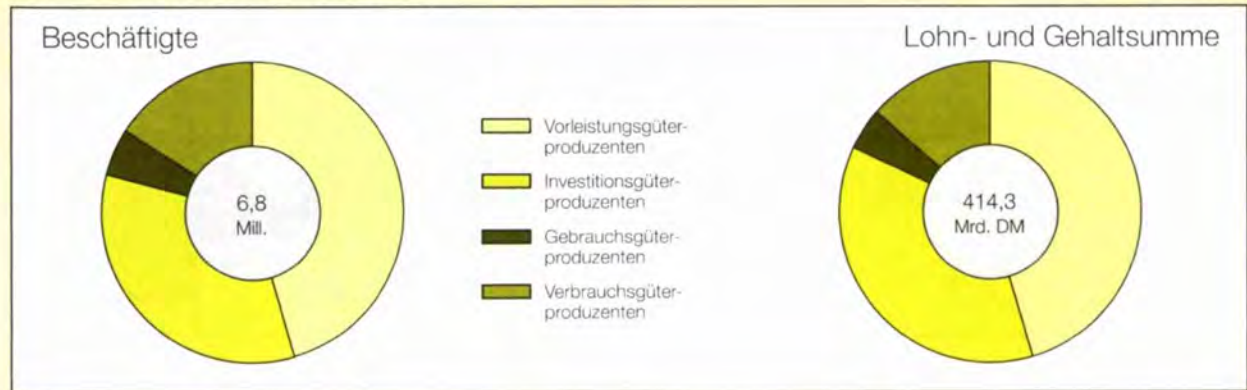 Beschäftigte
6,8
Mill.
Vorleistungsgüter-
produzenten
Investitionsgüter-
produzenten
Gebrauchsgüter-
produzenten
Verbrauchsgüter-
produzenten
Lohn- und Gehaltsumme
414,3
Mrd. DM